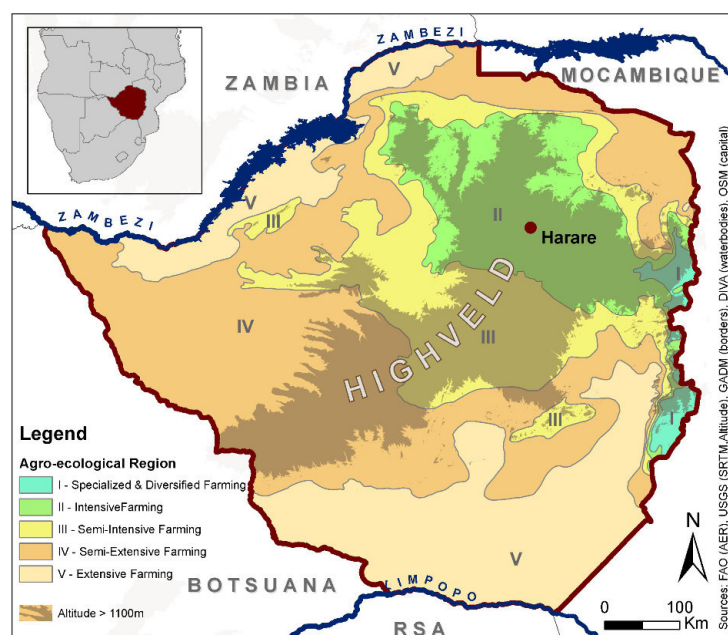 ZAMBEZI
ZAMBIA
MOCAMBIQUE
V
V
III
ZAMBEZI
II
Harare
I
IV
HIGHVELD
III
III
I
V
BOTSUANA
LIMPOPO
RSA
Legend
Agro-ecological Region
I - Specialized & Diversified Farming
II - IntensiveFarming
III - Semi-Intensive Farming
IV - Semi-Extensive Farming
V - Extensive Farming
Altitude > 1100m
N
0 100
Km
Sources: FAO (AER), USGS (SRTM,Altitude), GADM (borders), DIVA (waterbodies), OSM (capital)